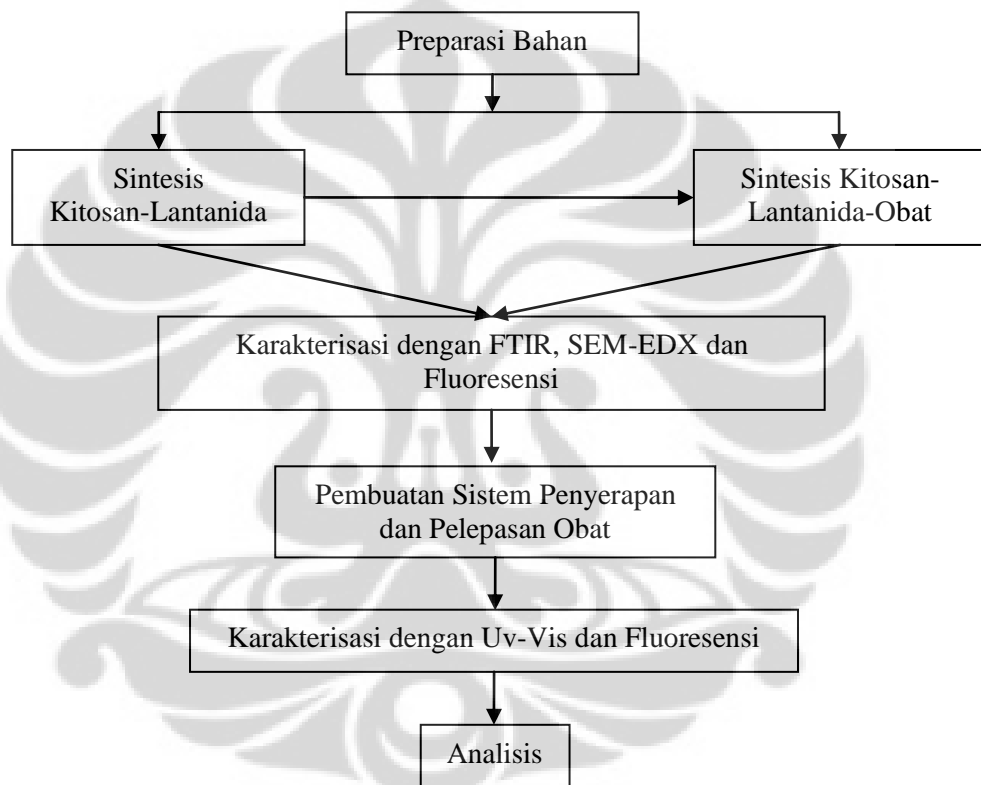 Preparasi Bahan
Sintesis
Kitosan-Lantanida
Sintesis Kitosan-
Lantanida-Obat
Karakterisasi dengan FTIR, SEM-EDX dan
Fluoresensi
Pembuatan Sistem Penyerapan
dan Pelepasan Obat
Karakterisasi dengan Uv-Vis dan Fluoresensi
Analisis